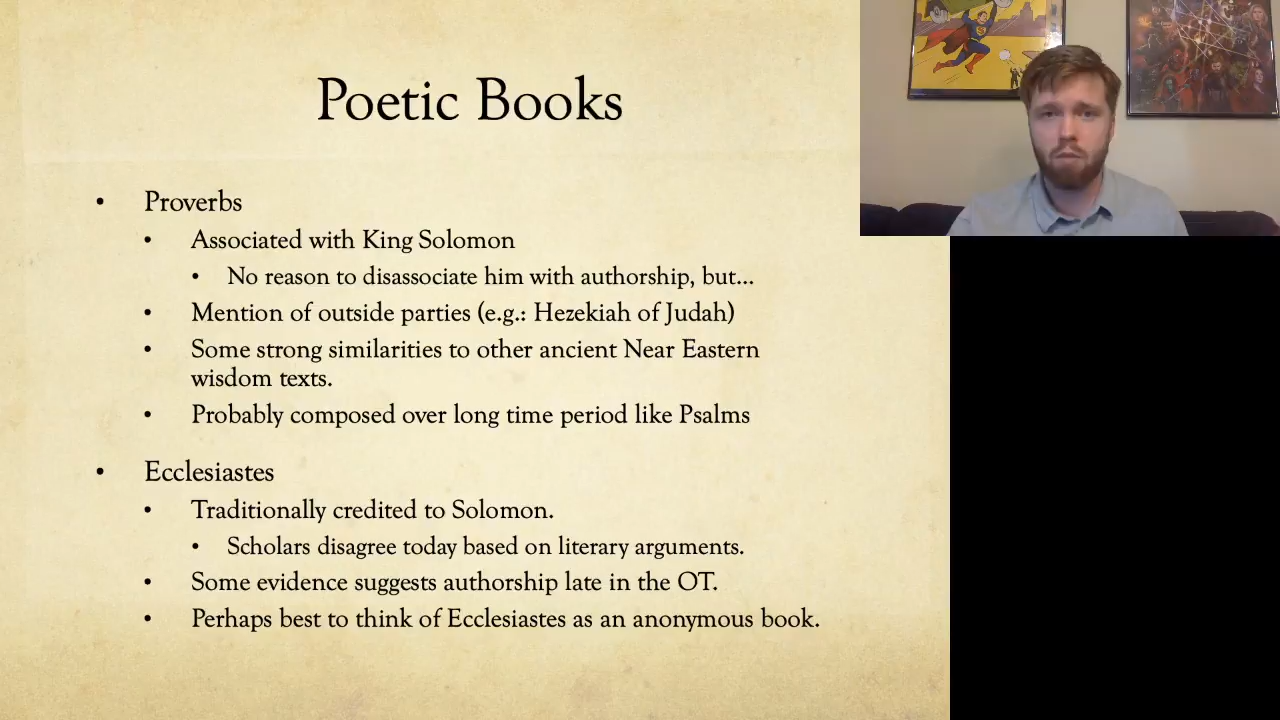 Poetic Books
• Proverbs
• Associated with King Solomon
• No reason to disassociate him with authorship, but...
• Mention of outside parties (e.g.: Hezekiah of Judah)
• Some strong similarities to other ancient Near Eastern
wisdom texts.
• Probably composed over long time period like Psalms
• Ecclesiastes
• Traditionally credited to Solomon.
• Scholars disagree today based on literary arguments.
• Some evidence suggests authorship late in the OT.
• Perhaps best to think of Ecclesiastes as an anonymous book.